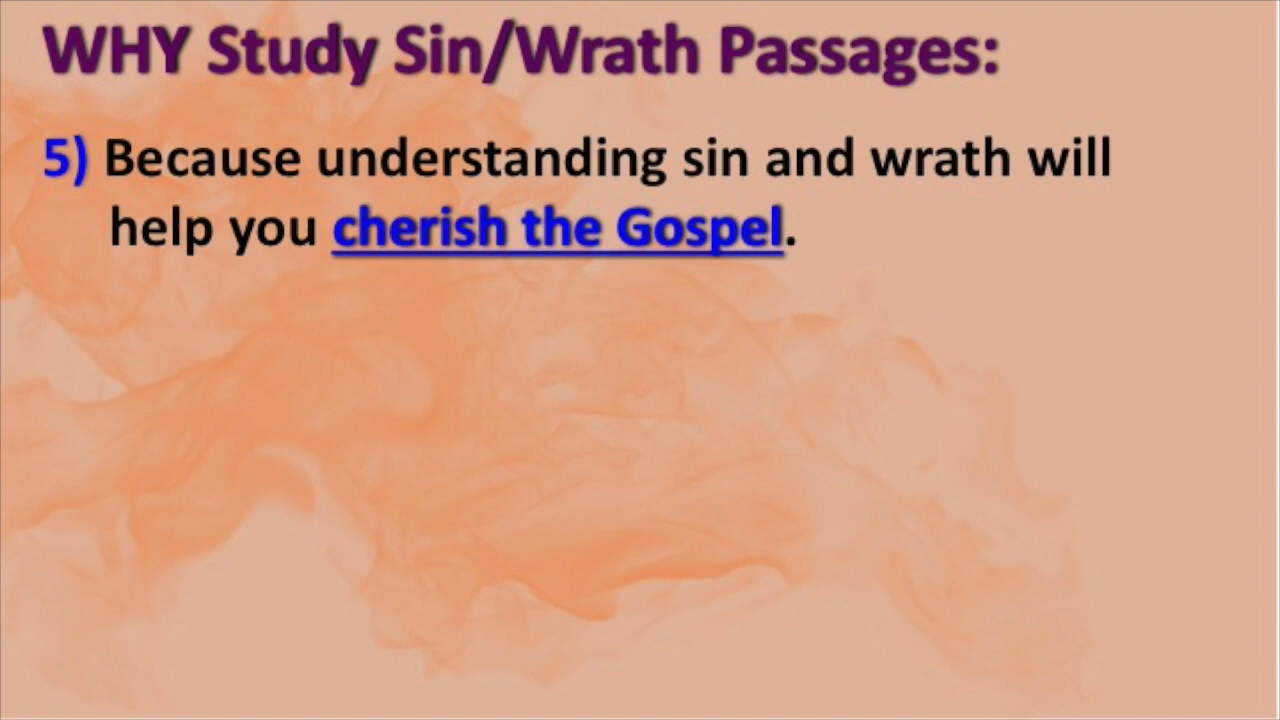 WHY Study Sin/Wrath Passages:
5) Because understanding sin and wrath will
help you cherish the Gospel.